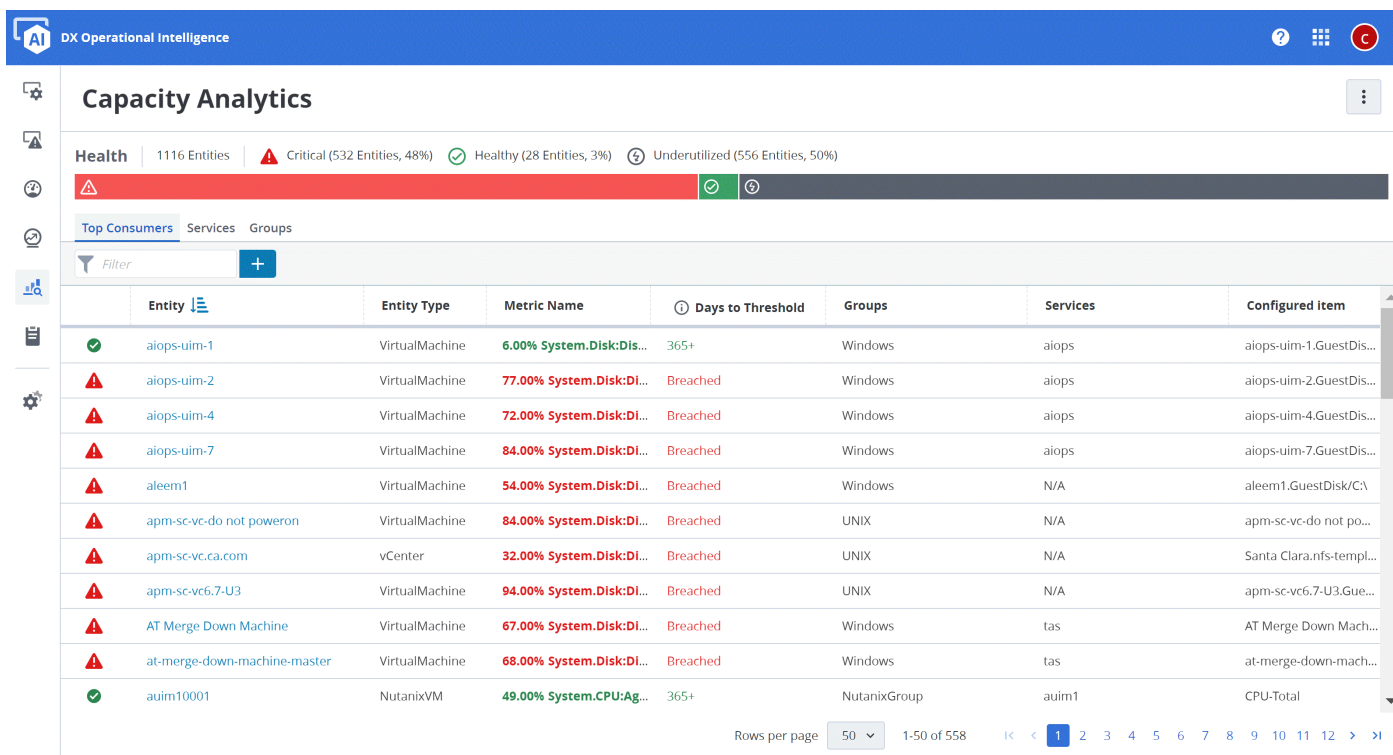 AI DX Operational Intelligence C
Capacity Analytics
Health 1116 Entities Critical (532 Entities, 48%) Healthy (28 Entities, 3%) Underutilized (556 Entities, 50%)
Top Consumers Services Groups
Filter +
Entity Entity Type Metric Name Days to Threshold Groups Services Configured item
aiops-uim-1 VirtualMachine 6.00% System.Disk:Dis... 365+ Windows aiops aiops-uim-1.GuestDis...
aiops-uim-2 VirtualMachine 77.00% System.Disk:Di... Breached Windows aiops aiops-uim-2.GuestDis...
aiops-uim-4 VirtualMachine 72.00% System.Disk:Di... Breached Windows aiops aiops-uim-4.GuestDis...
aiops-uim-7 VirtualMachine 84.00% System.Disk:Di... Breached Windows aiops aiops-uim-7.GuestDis...
aleem1 VirtualMachine 54.00% System.Disk:Di... Breached Windows N/A aleem1.GuestDisk/C:\
apm-sc-vc-do not poweron VirtualMachine 84.00% System.Disk:Di... Breached UNIX N/A apm-sc-vc-do not po...
apm-sc-vc.ca.com vCenter 32.00% System.Disk:Di... Breached UNIX N/A Santa Clara.nfs-templ...
apm-sc-vc6.7-U3 VirtualMachine 94.00% System.Disk:Di... Breached UNIX N/A apm-sc-vc6.7-U3.Gue...
AT Merge Down Machine VirtualMachine 67.00% System.Disk:Di... Breached Windows tas AT Merge Down Mach...
at-merge-down-machine-master VirtualMachine 68.00% System.Disk:Di... Breached Windows tas at-merge-down-mach...
auim10001 NutanixVM 49.00% System.CPU:Ag... 365+ NutanixGroup auim1 CPU-Total
Rows per page 50 1-50 of 558 1 2 3 4 5 6 7 8 9 10 11 12